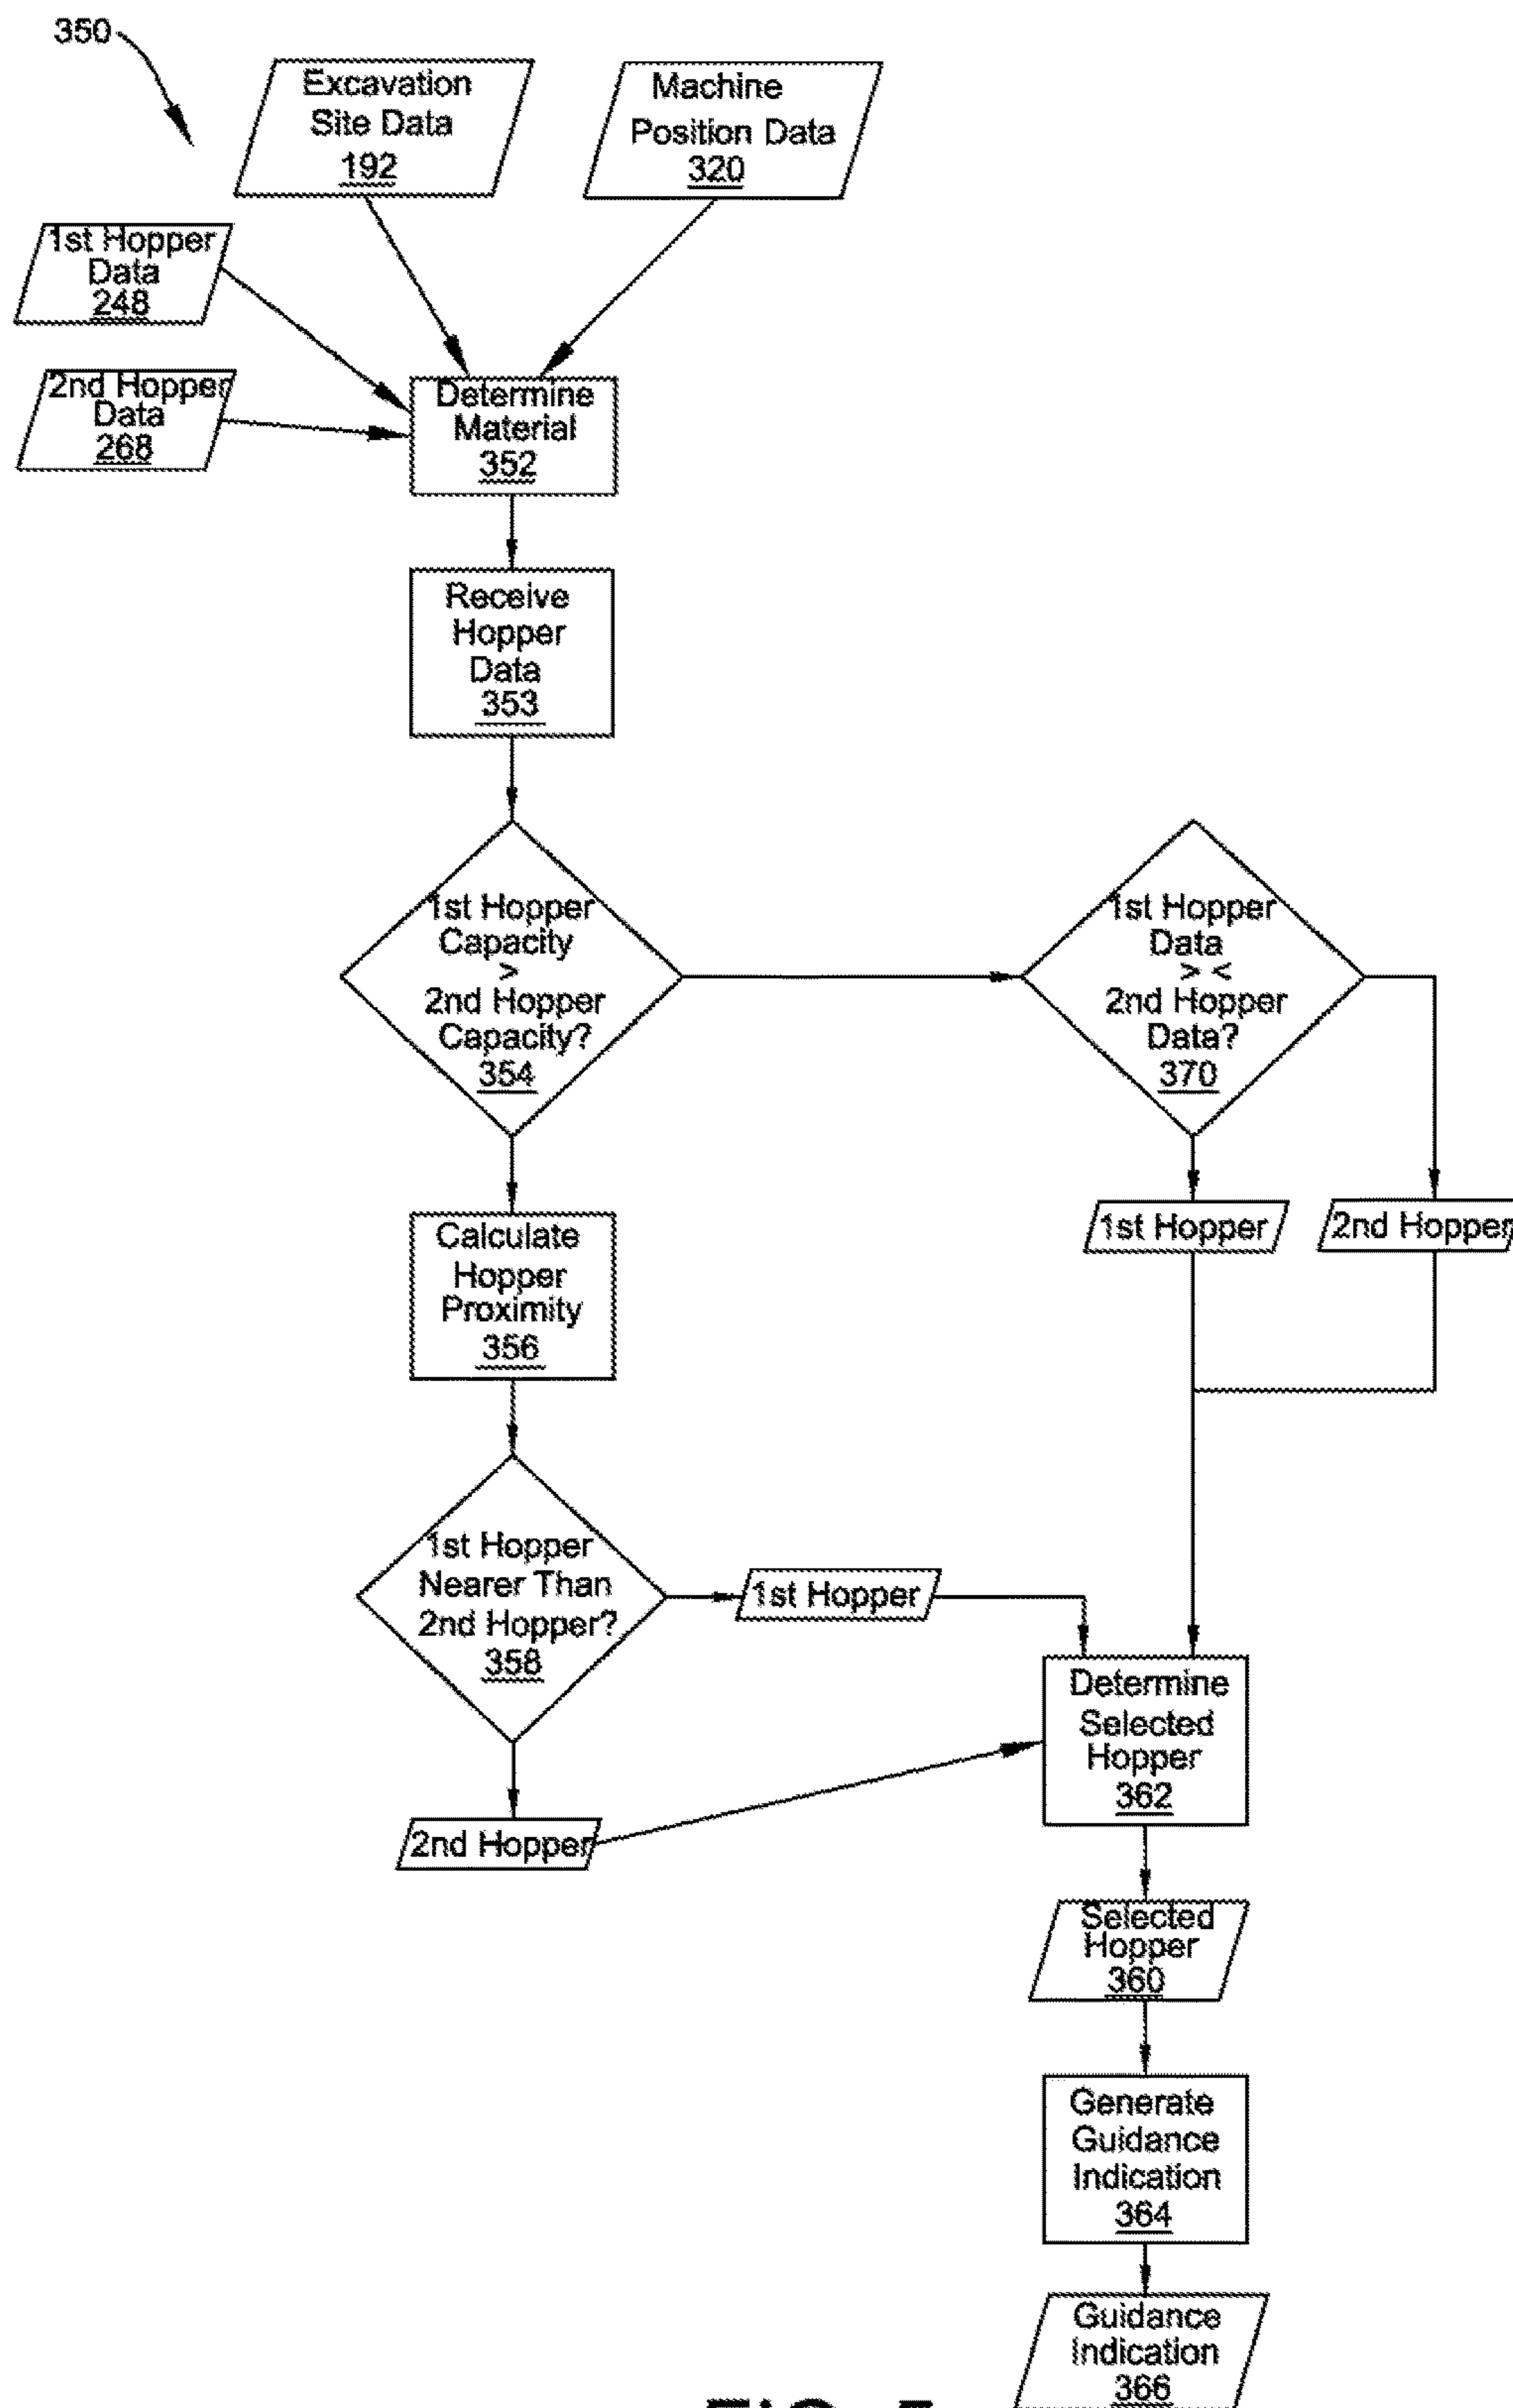 350
Excavation
Site Data
192
Machine
Position Data
320
1st Hopper
Data
248
2nd Hopper
Data
268
Determine
Material
352
Receive
Hopper
Data
353
1st Hopper
Capacity
>
2nd Hopper
Capacity?
354
1st Hopper
Data
> <
2nd Hopper
Data?
370
1st Hopper
2nd Hopper
Calculate
Hopper
Proximity
356
1st Hopper
Nearer Than
2nd Hopper?
358
1st Hopper
2nd Hopper
Determine
Selected
Hopper
362
Selected
Hopper
360
Generate
Guidance
Indication
364
Guidance
Indication
366